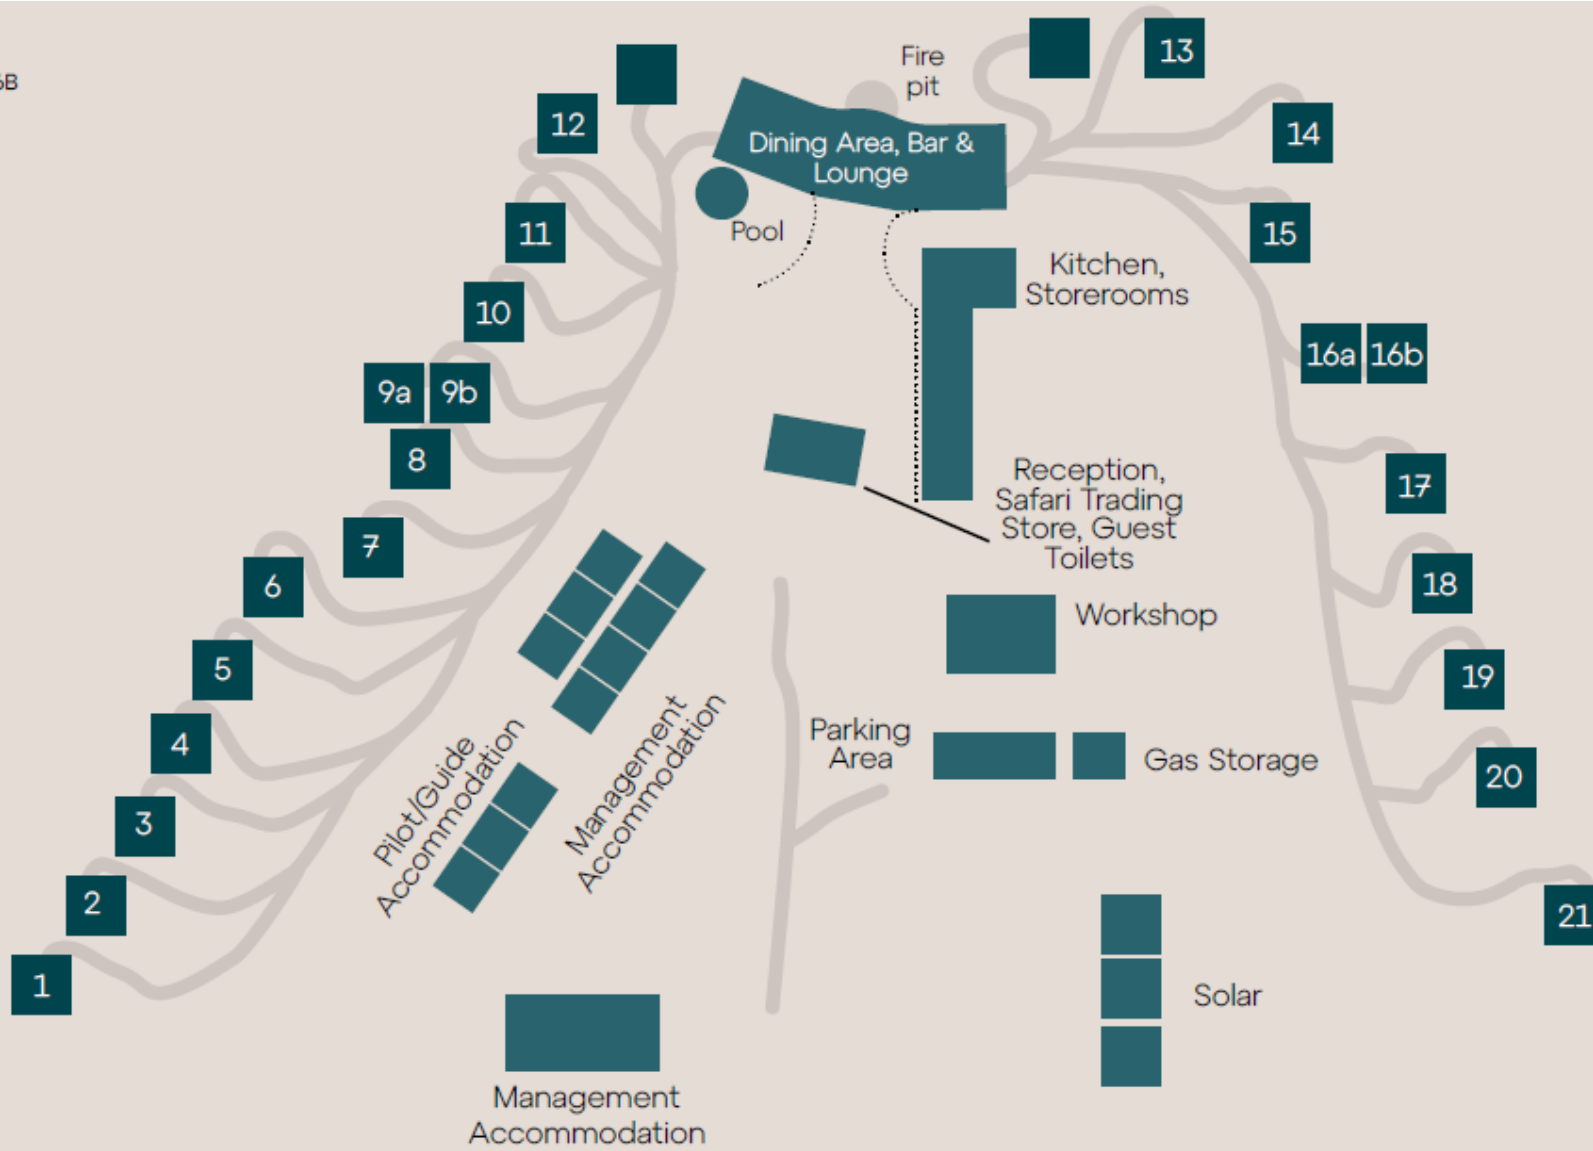 6B
Fire
pit
13
12
14
Dining Area, Bar &
Lounge
11
Pool
15
Kitchen,
Storerooms
10
16a
16b
9a
9b
8
Reception,
Safari Trading
Store, Guest
Toilets
17
7
6
18
Workshop
5
19
4
Parking
Area
Gas Storage
20
Pilot/Guide
Accommodation
Management
Accommodation
3
2
21
1
Solar
Management
Accommodation